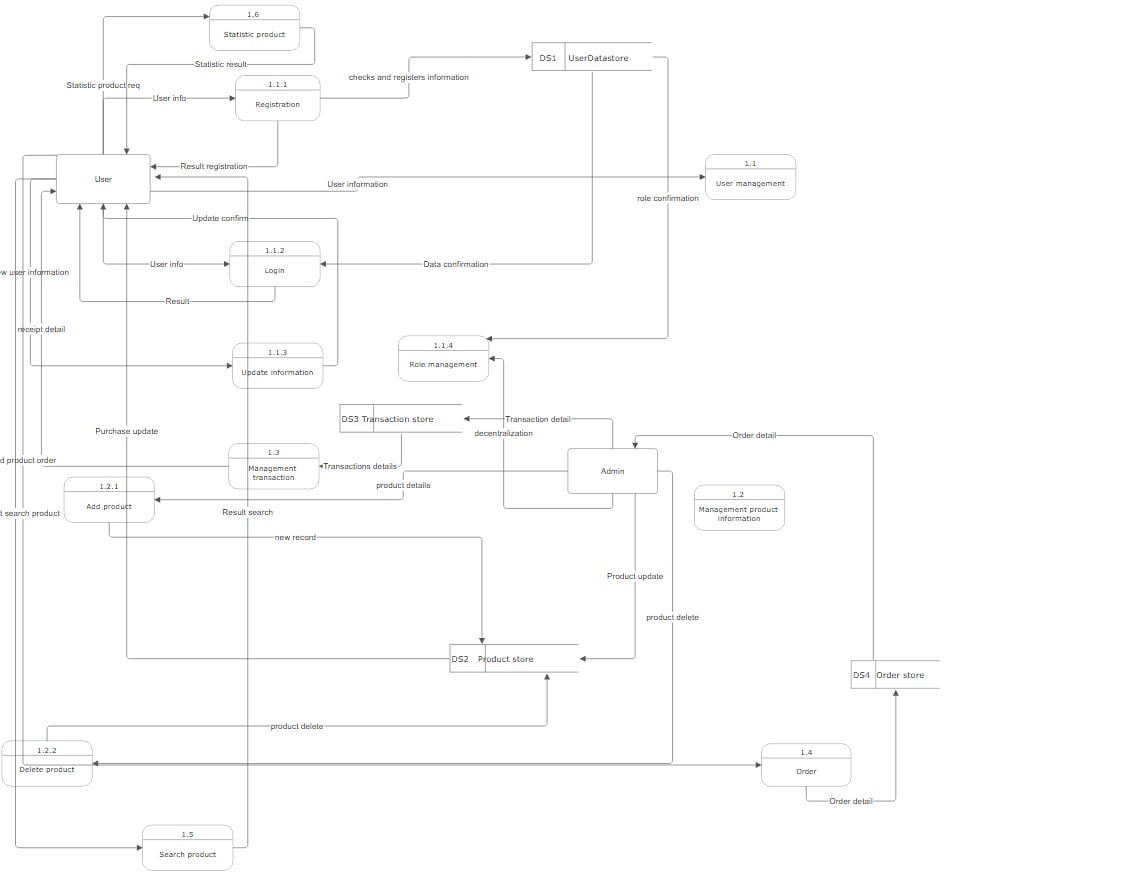 1,6
Statistic product
DS1 UserDatastore
Statistic result
checks and registers information
Statistic product req
1.1.1
User info
Registration
1.1
User
Result registration
User information
User management
role confirmation
Update confirm
1.1.2
User info
Login
Data confirmation
w user information
Result
receipt detail
1.1.4
1.1.3
Role management
Update information
DS3 Transaction store
Transaction detail
Purchase update
decentralization
Order detail
1.3
d product order
Management
transaction
Transactions details
Admin
1.2.1
product details
1.2
Add product
Result search
t search product
Management product
information
new record
Product update
product delete
DS2 Product store
DS4 Order store
product delete
1.2.2
Delete product
1.4
Order
Order detail
1.5
Search product